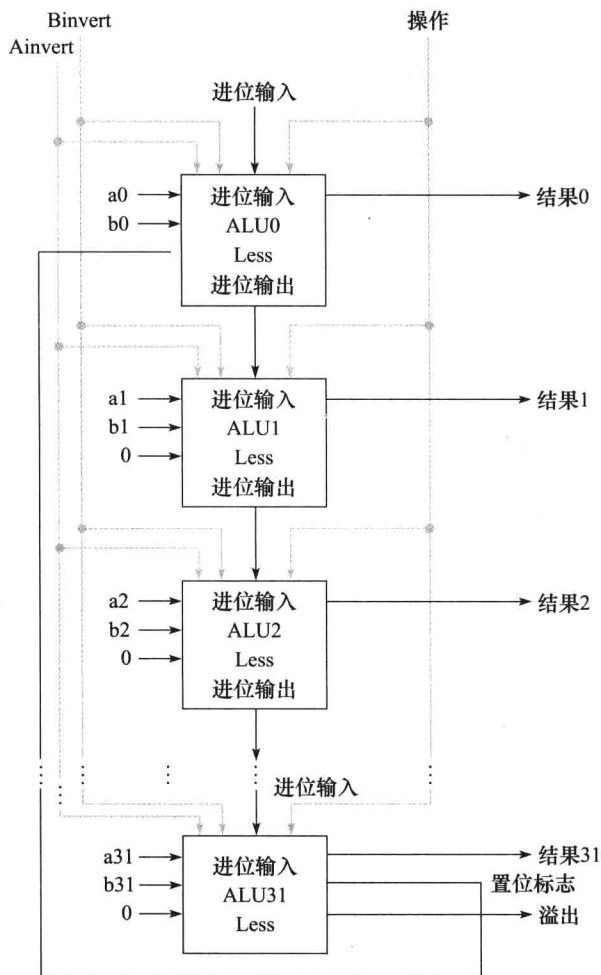 Binvert
操作
Ainvert
进位输入
a0
进位输入
结果0
b0
ALU0
Less
进位输出
a1
进位输入
结果1
b1
ALU1
0
Less
进位输出
a2
进位输入
结果2
b2
ALU2
0
Less
进位输出
进位输入
a31
进位输入
结果31
b31
ALU31
置位标志
0
Less
溢出